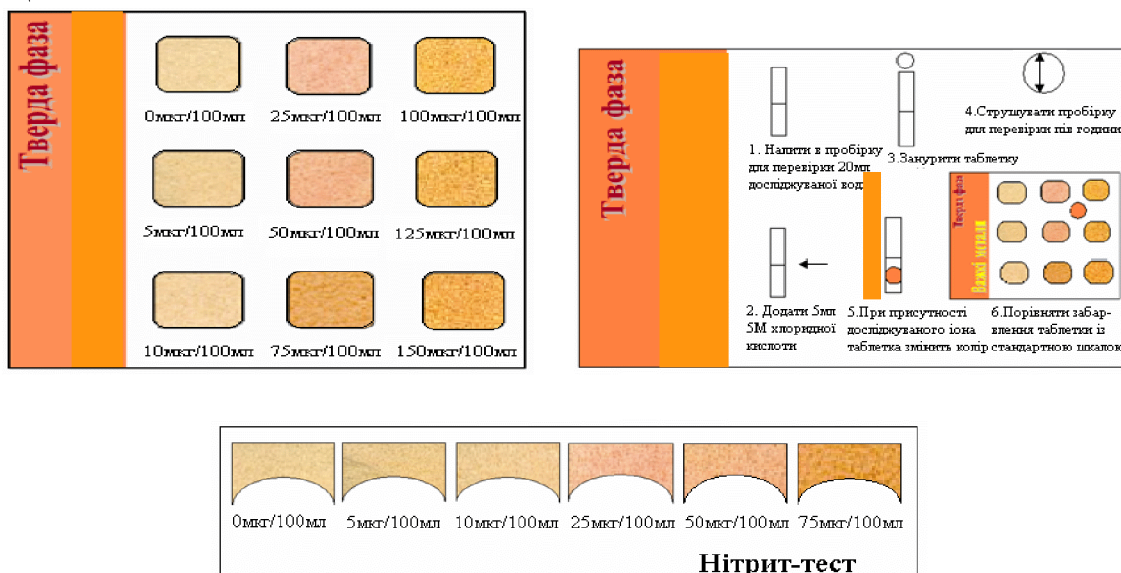 Тверда фаза
0мкг/100мл 25мкг/100мл 100мкг/100мл
5мкг/100мл 50мкг/100мл 125мкг/100мл
10мкг/100мл 75мкг/100мл 150мкг/100мл
Тверда фаза
1. Налити в пробірку
для перевірки 20мл
досліджуваної вод
3.Занурити таблетку
4.Струшувати пробірку
для перевірки пів години
2. Додати 5мл
5М хлоридної
кислоти
5.При присутності
досліджуваного іона
таблетка змінить колір
Тверда фаза
Важкі метали
6.Порівняти забар-
влення таблетки із
стандартною шкалою
0мкг/100мл 5мкг/100мл 10мкг/100мл 25мкг/100мл 50мкг/100мл 75мкг/100мл
Нітрит-тест